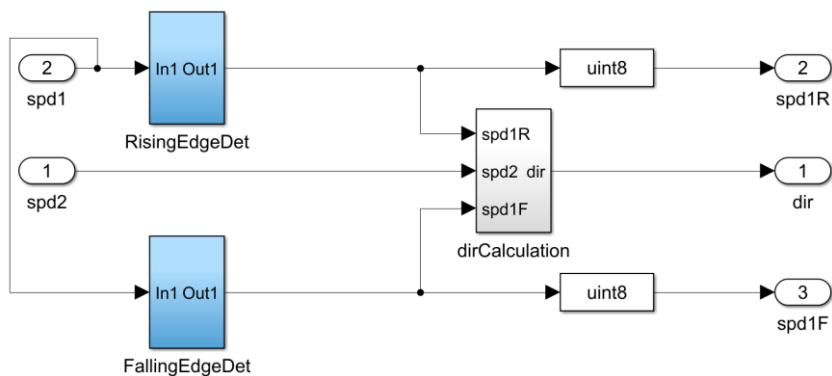 2
spd1
In1 Out1
RisingEdgeDet
uint8
2
spd1R
1
spd2
spd1R
spd2 dir
spd1F
dirCalculation
1
dir
In1 Out1
FallingEdgeDet
uint8
3
spd1F